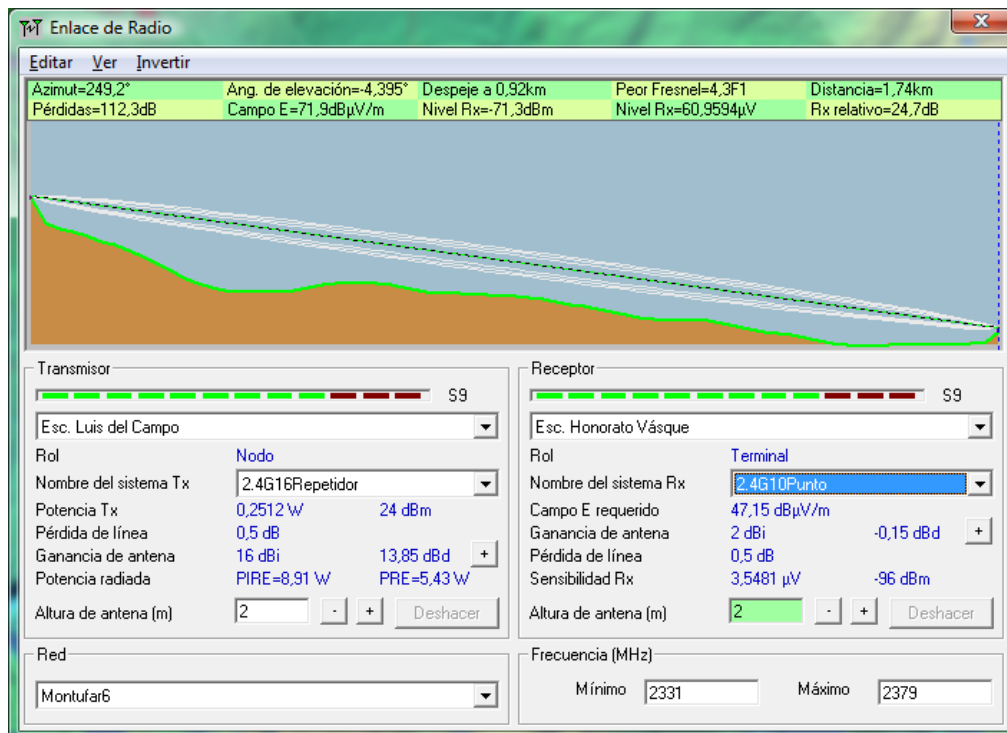 Enlace de Radio
Editar Ver Invertir
Azimut=249,2° Ang. de elevación=-4,395° Despeje a 0,92km Peor Fresnel=4,3F1 Distancia=1,74km
Pérdidas=112,3dB Campo E=71,9dBµV/m Nivel Rx=-71,3dBm Nivel Rx=60,9594µV Rx relativo=24,7dB
Transmisor
S9
Esc. Luis del Campo
Rol Nodo
Nombre del sistema Tx 2.4G16Repetidor
Potencia Tx 0,2512 W 24 dBm
Pérdida de línea 0,5 dB
Ganancia de antena 16 dBi 13,85 dBd +
Potencia radiada PIRE=8,91 W PRE=5,43 W
Altura de antena (m) 2 - + Deshacer
Receptor
S9
Esc. Honorato Vásque
Rol Terminal
Nombre del sistema Rx 2.4G10Punto
Campo E requerido 47,15 dBµV/m
Ganancia de antena 2 dBi -0,15 dBd +
Pérdida de línea 0,5 dB
Sensibilidad Rx 3,5481 µV -96 dBm
Altura de antena (m) 2 - + Deshacer
Red
Montufar6
Frecuencia (MHz)
Mínimo 2331 Máximo 2379